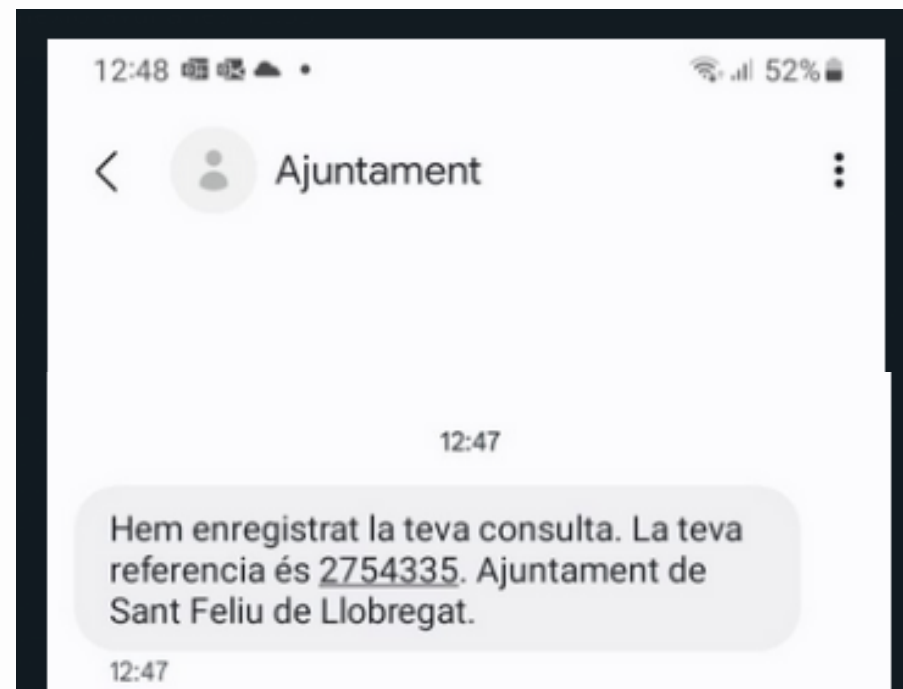 12:48 52%
Ajuntament
12:47
Hem enregistrat la teva consulta. La teva
referencia és 2754335. Ajuntament de
Sant Feliu de Llobregat.
12:47